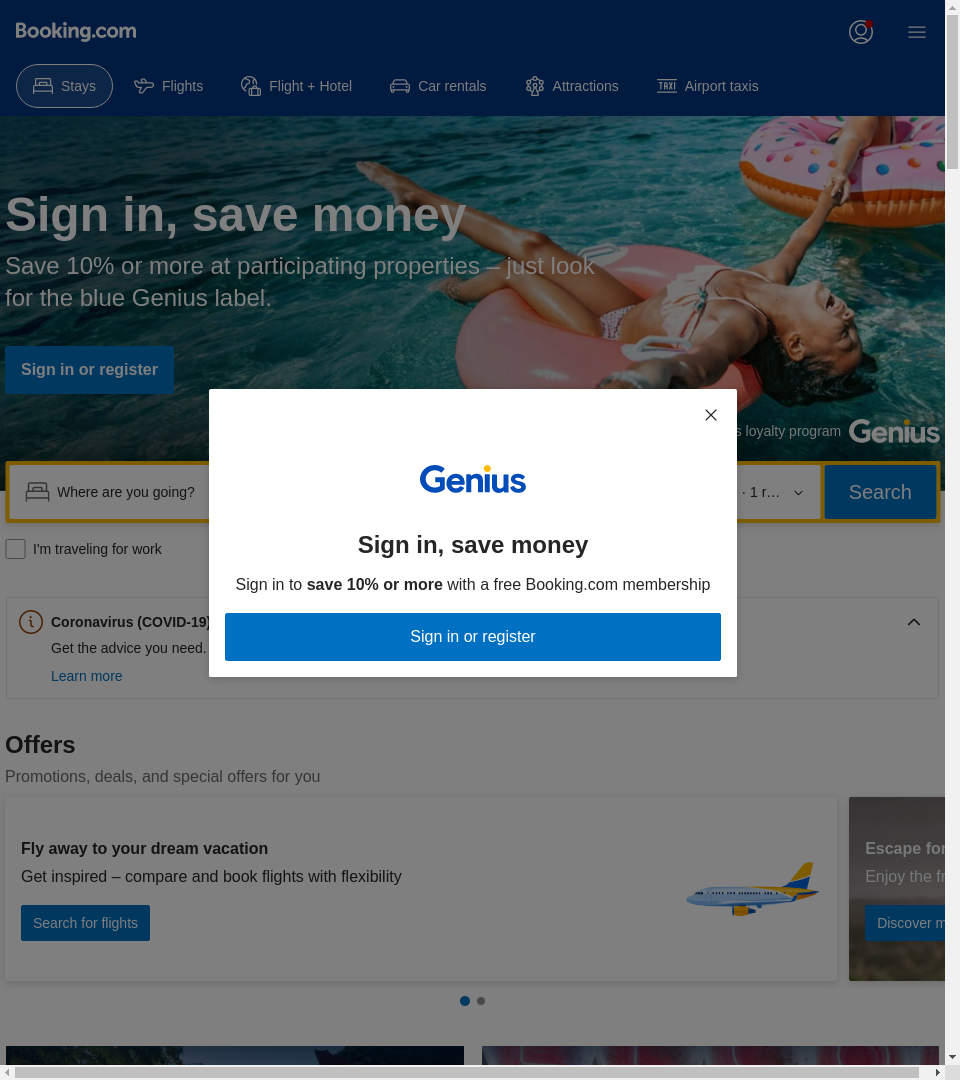 Booking.com
Stays
Flights
Flight + Hotel
Car rentals
Attractions
TAXI Airport taxis
Sign in, save money
Save 10% or more at participating properties – just look
for the blue Genius label.
Sign in or register
loyalty program Genius
Where are you going?
· 1 r…
Search
I'm traveling for work
Genius
Sign in, save money
Sign in to save 10% or more with a free Booking.com membership
Sign in or register
Coronavirus (COVID-19)
Get the advice you need.
Learn more
Offers
Promotions, deals, and special offers for you
Fly away to your dream vacation
Get inspired – compare and book flights with flexibility
Search for flights
Escape for
Enjoy the
Discover